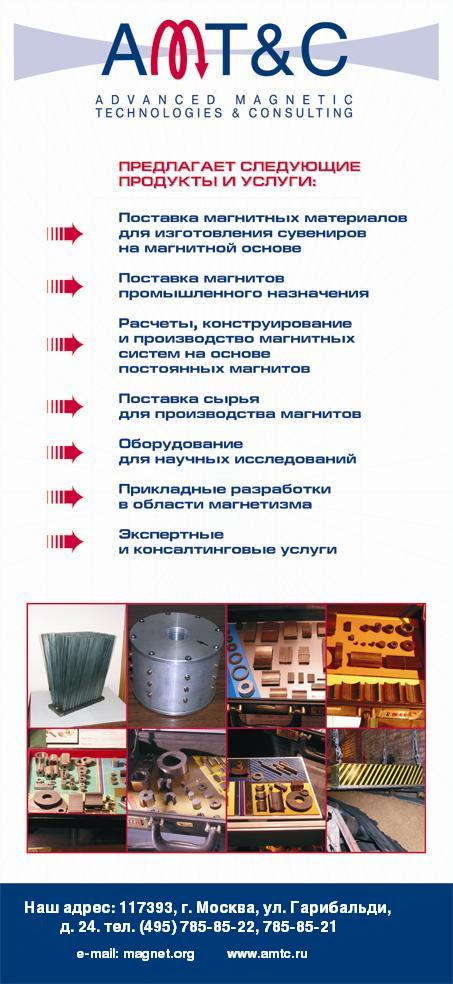 AMT&C
ADVANCED MAGNETIC
TECHNOLOGIES & CONSULTING
ПРЕДЛАГАЕТ СЛЕДУЮЩИЕ
ПРОДУКТЫ И УСЛУГИ:
Поставка магнитных материалов
для изготовления сувениров
на магнитной основе
Поставка магнитов
промышленного назначения
Расчеты, конструирование
и производство магнитных
систем на основе
постоянных магнитов
Поставка сырья
для производства магнитов
Оборудование
для научных исследований
Прикладные разработки
в области магнетизма
Экспертные
и консалтинговые услуги
Наш адрес: 117393, г. Москва, ул. Гарибальди,
д. 24. тел. (495) 785-85-22, 785-85-21
e-mail: magnet.org www.amtc.ru